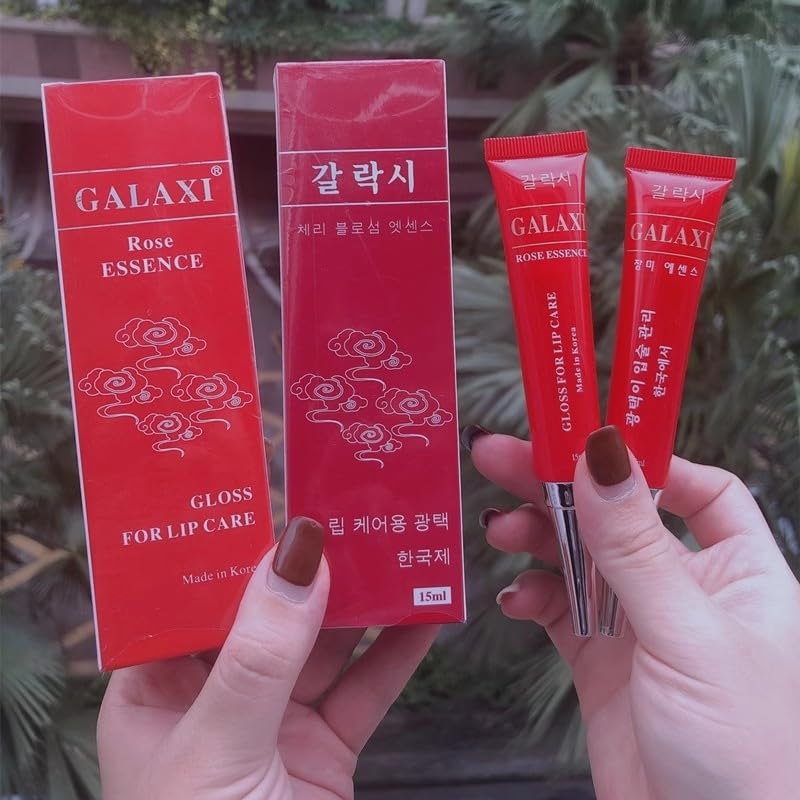 GALAXI®
Rose
ESSENCE
GLOSS
FOR LIP CARE
Made in Kore
갈락시
체리 블로섬 엣센스
립 케어용 광택
한국제
15ml
갈락시
GALAXI
ROSE ESSENCE
GLOSS FOR LIP CARE
Made in Korea
갈락시
GALAXI
장미 에센스
광택이 입술 관리
한국에서